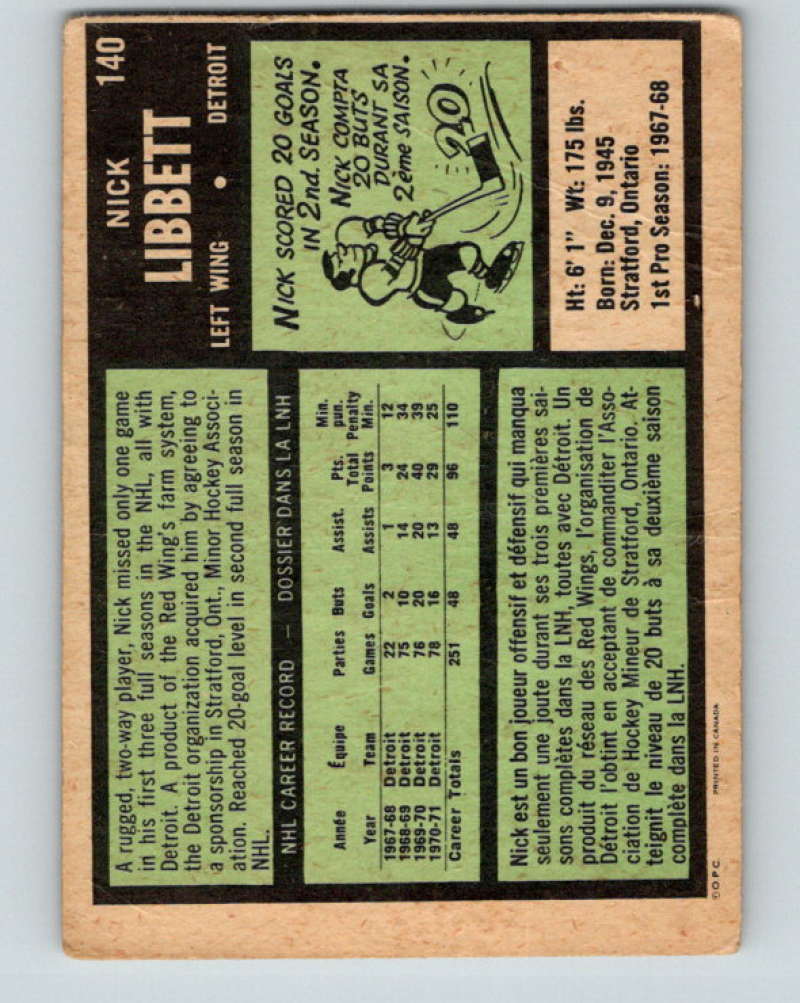 140
NICK
LIBBETT
LEFT WING • DETROIT
A rugged, two-way player, Nick missed only one game
in his first three full seasons in the NHL, all with
Detroit. A product of the Red Wing's farm system,
the Detroit organization acquired him by agreeing to
a sponsorship in Stratford, Ont., Minor Hockey Associ-
ation. Reached 20-goal level in second full season in
NHL.
NICK SCORED 20 GOALS
IN 2nd. SEASON.
NICK COMPTA
20 BUTS
DURANT SA
2ème SAISON.
20
NHL CAREER RECORD — DOSSIER DANS LA LNH
Année Équipe Parties Buts Assist. Pts. Total Min. pun. Penalty
Year Team Games Goals Assists Points Min.
1967-68 Detroit 22 2 1 3 12
1968-69 Detroit 75 10 14 24 34
1969-70 Detroit 76 20 20 40 39
1970-71 Detroit 78 16 13 29 25
Career Totals 251 48 48 96 110
Ht: 6' 1" Wt: 175 lbs.
Born: Dec. 9, 1945
Stratford, Ontario
1st Pro Season: 1967-68
Nick est un bon joueur offensif et défensif qui manqua
seulement une joute durant ses trois premières sai-
sons complètes dans la LNH, toutes avec Détroit. Un
produit du réseau des Red Wings, l'organisation de
Détroit l'obtint en acceptant de commanditer l'Asso-
ciation de Hockey Mineur de Stratford, Ontario. At-
teignit le niveau de 20 buts à sa deuxième saison
complète dans la LNH.
© O.P.C. PRINTED IN CANADA